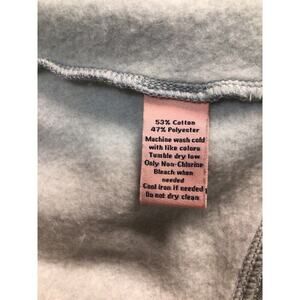 53% Cotton
47% Polyester
Machine wash cold
with like colors
Tumble dry low
Only Non-Chlorine
Bleach when
needed
Cool iron if needed
Do not dry clean